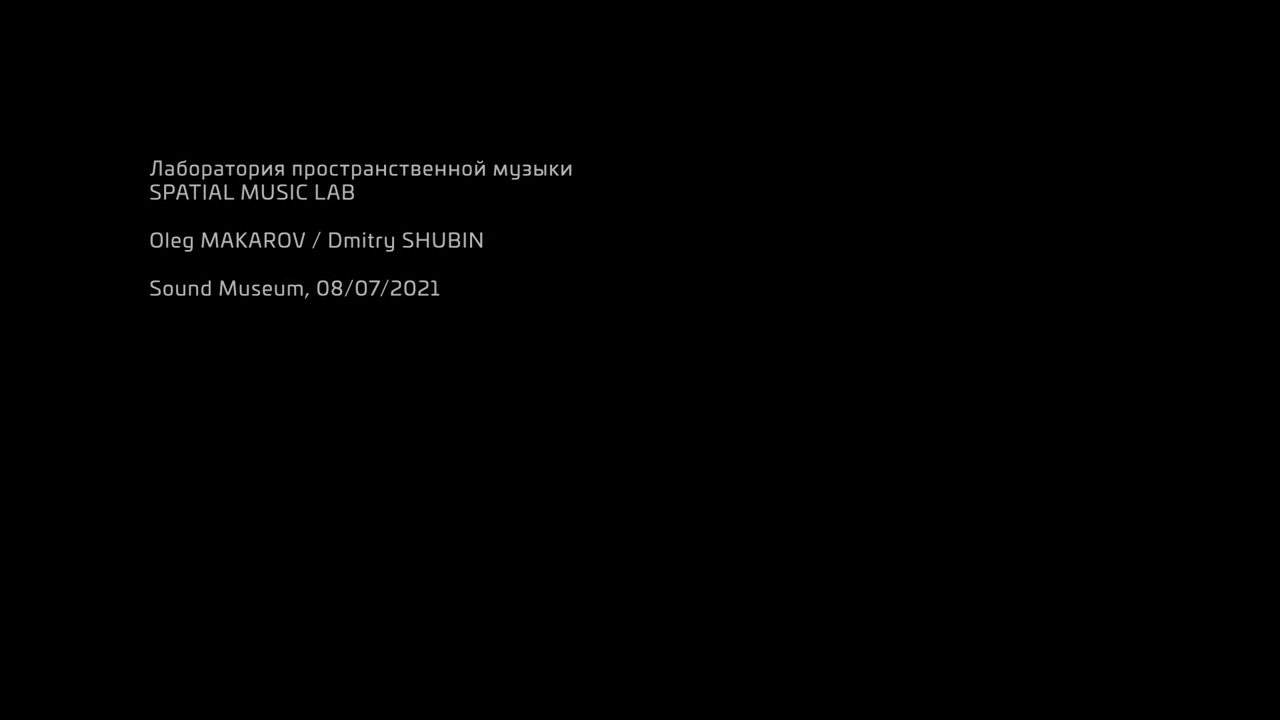 Лаборатория пространственной музыки
SPATIAL MUSIC LAB
Oleg MAKAROV / Dmitry SHUBIN
Sound Museum, 08/07/2021